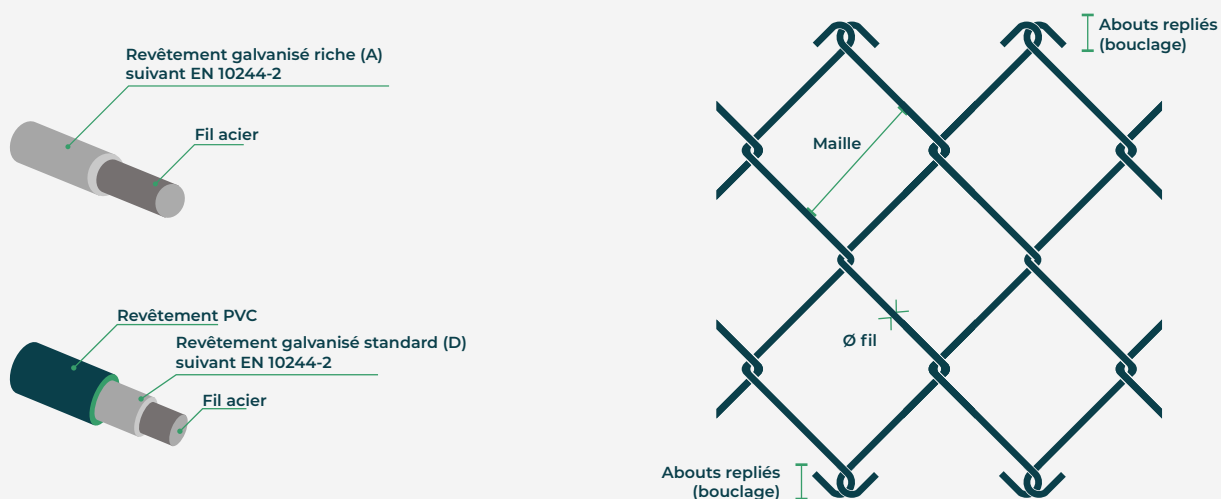 Revêtement galvanisé riche (A)
suivant EN 10244-2
Fil acier
Revêtement PVC
Revêtement galvanisé standard (D)
suivant EN 10244-2
Fil acier
Abouts repliés
(bouclage)
Maille
Ø fil
Abouts repliés
(bouclage)